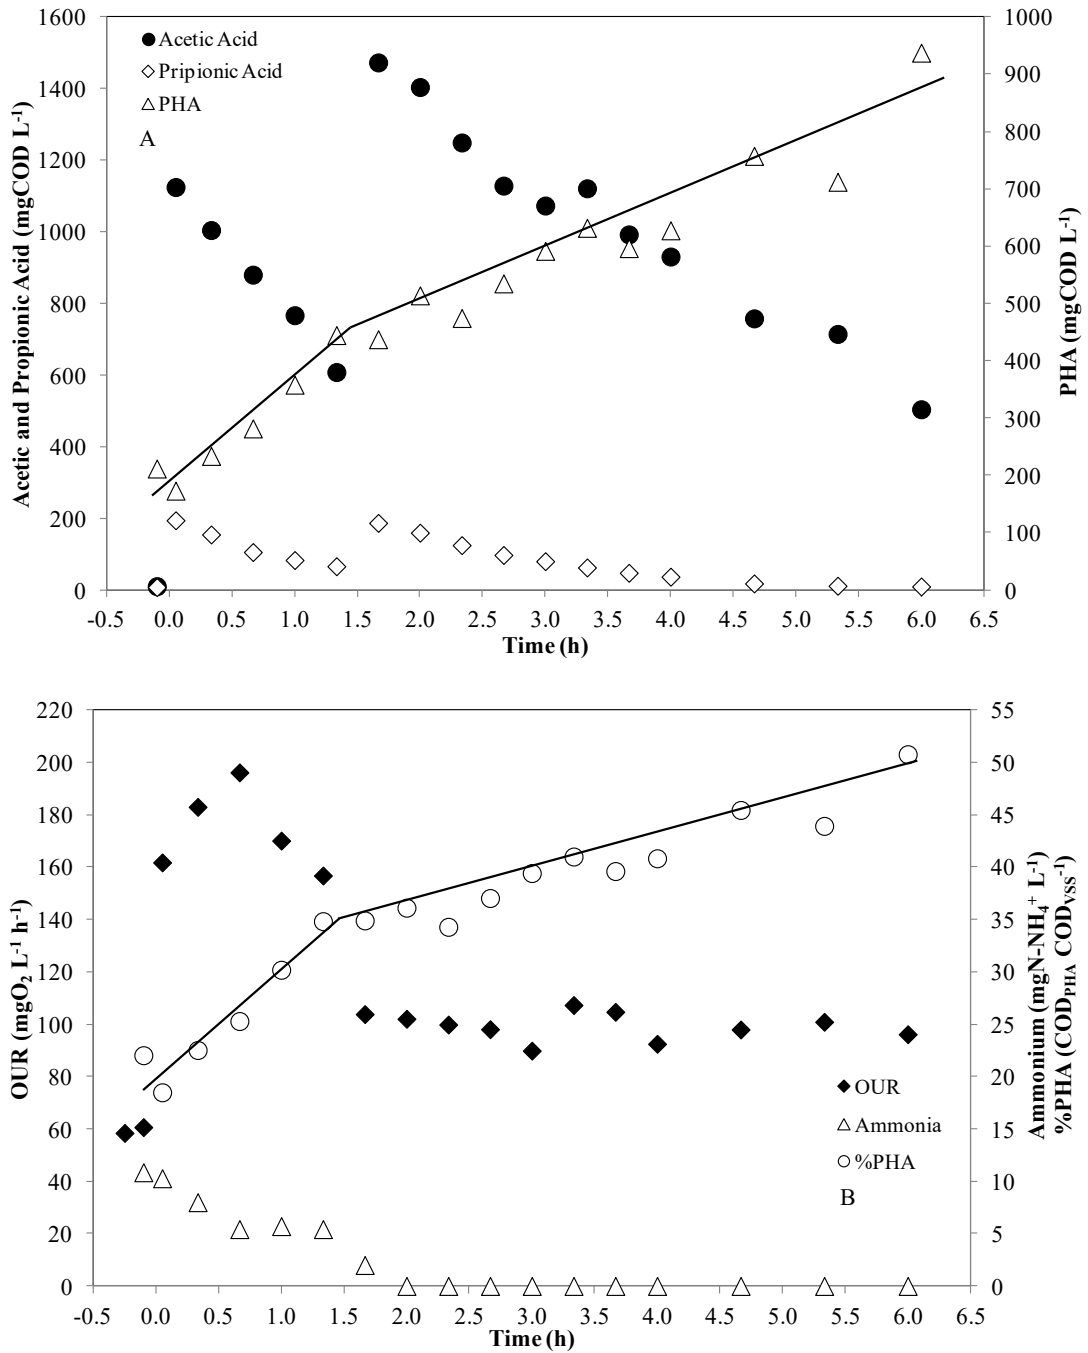 1600
1400
1200
1000
800
600
400
200
0
Acetic and Propionic Acid (mgCOD L-1)
Acetic Acid
Pripionic Acid
PHA
A
1000
900
800
700
600
500
400
300
200
100
0
PHA (mgCOD L-1)
-0.5 0.0 0.5 1.0 1.5 2.0 2.5 3.0 3.5 4.0 4.5 5.0 5.5 6.0 6.5
Time (h)
220
200
180
160
140
120
100
80
60
40
20
0
OUR (mgO2 L-1 h-1)
OUR
Ammonia
%PHA
B
55
50
45
40
35
30
25
20
15
10
5
0
Ammonium (mgN-NH4+ L-1)
%PHA (CODPHA CODVSS-1)
-0.5 0.0 0.5 1.0 1.5 2.0 2.5 3.0 3.5 4.0 4.5 5.0 5.5 6.0 6.5
Time (h)